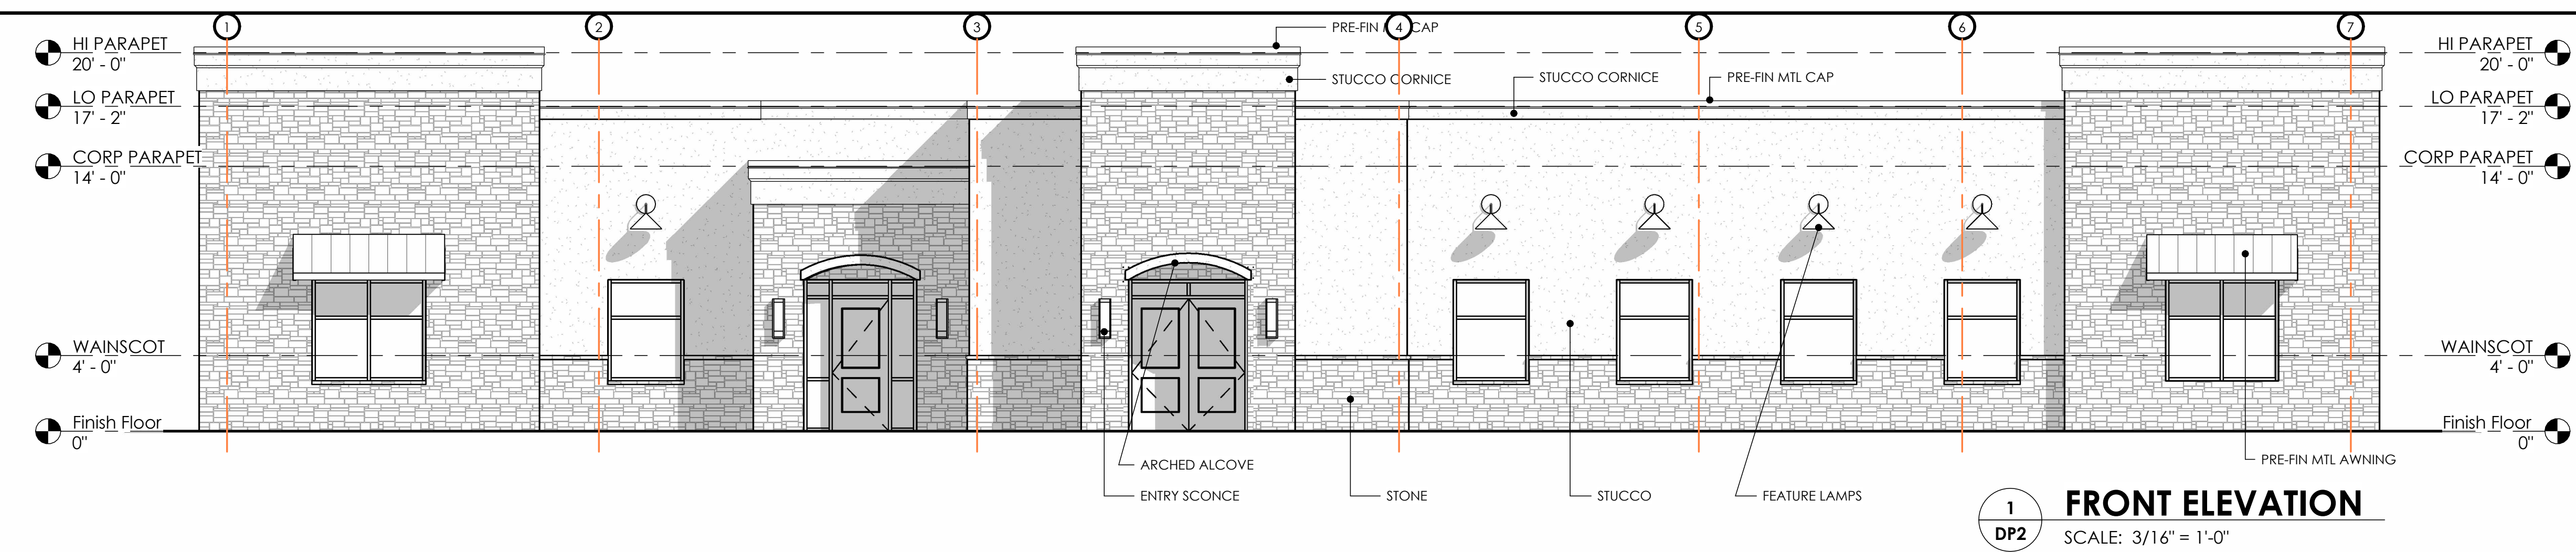 1
2
3
4
5
6
7
PRE-FIN CAP
HI PARAPET
20' - 0"
HI PARAPET
20' - 0"
STUCCO CORNICE
STUCCO CORNICE
PRE-FIN MTL CAP
LO PARAPET
17' - 2"
LO PARAPET
17' - 2"
CORP PARAPET
14' - 0"
CORP PARAPET
14' - 0"
WAINSCOT
4' - 0"
WAINSCOT
4' - 0"
Finish Floor
0"
Finish Floor
0"
ARCHED ALCOVE
PRE-FIN MTL AWNING
ENTRY SCONCE
STONE
STUCCO
FEATURE LAMPS
1
DP2
FRONT ELEVATION
SCALE: 3/16" = 1'-0"